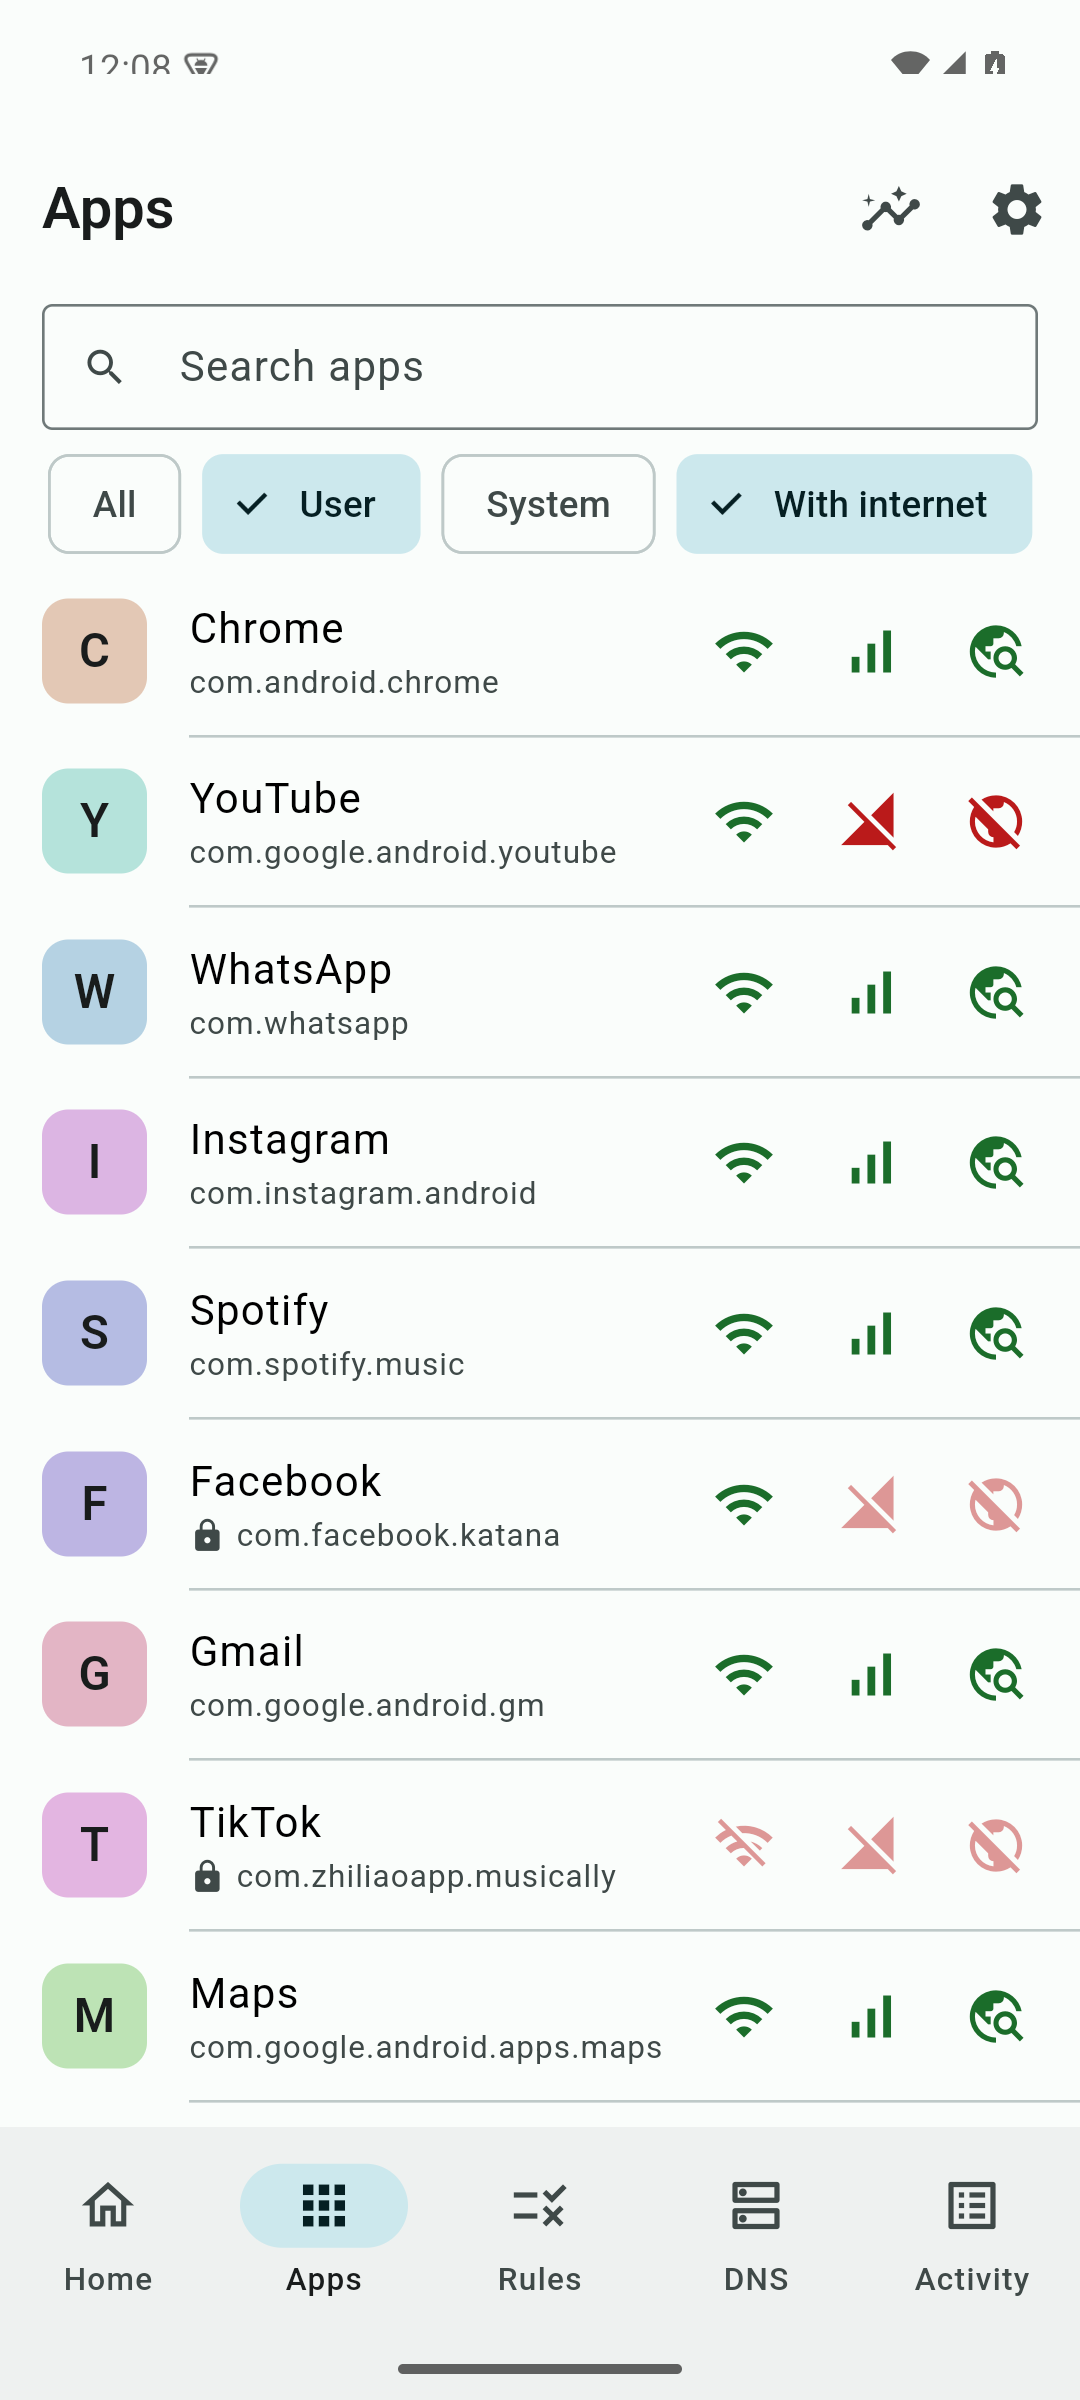 12:08
Apps
Search apps
All
User
System
With internet
C
Chrome
com.android.chrome
Y
YouTube
com.google.android.youtube
W
WhatsApp
com.whatsapp
I
Instagram
com.instagram.android
S
Spotify
com.spotify.music
F
Facebook
com.facebook.katana
G
Gmail
com.google.android.gm
T
TikTok
com.zhiliaoapp.musically
M
Maps
com.google.android.apps.maps
Home
Apps
Rules
DNS
Activity